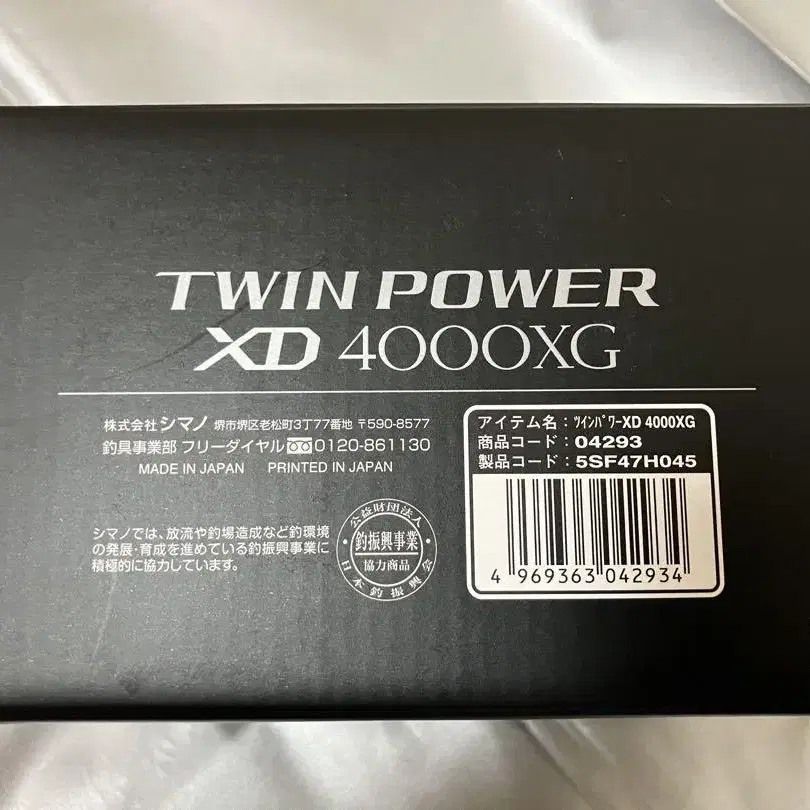 TWIN POWER
XD 4000XG
株式会社 シマノ 堺市堺区老松町3丁77番地 〒590-8577
釣具事業部 フリーダイヤル 0120-861130
MADE IN JAPAN PRINTED IN JAPAN
シマノでは、放流や釣場造成など釣環境
の発展・育成を進めている釣振興事業に
積極的に協力しています。
公益財団法人
釣振興事業
協力商品
日本釣振興会
アイテム名：ﾂｲﾝﾊﾟﾜｰXD 4000XG
商品コード：04293
製品コード：5SF47H045
4 969363 042934